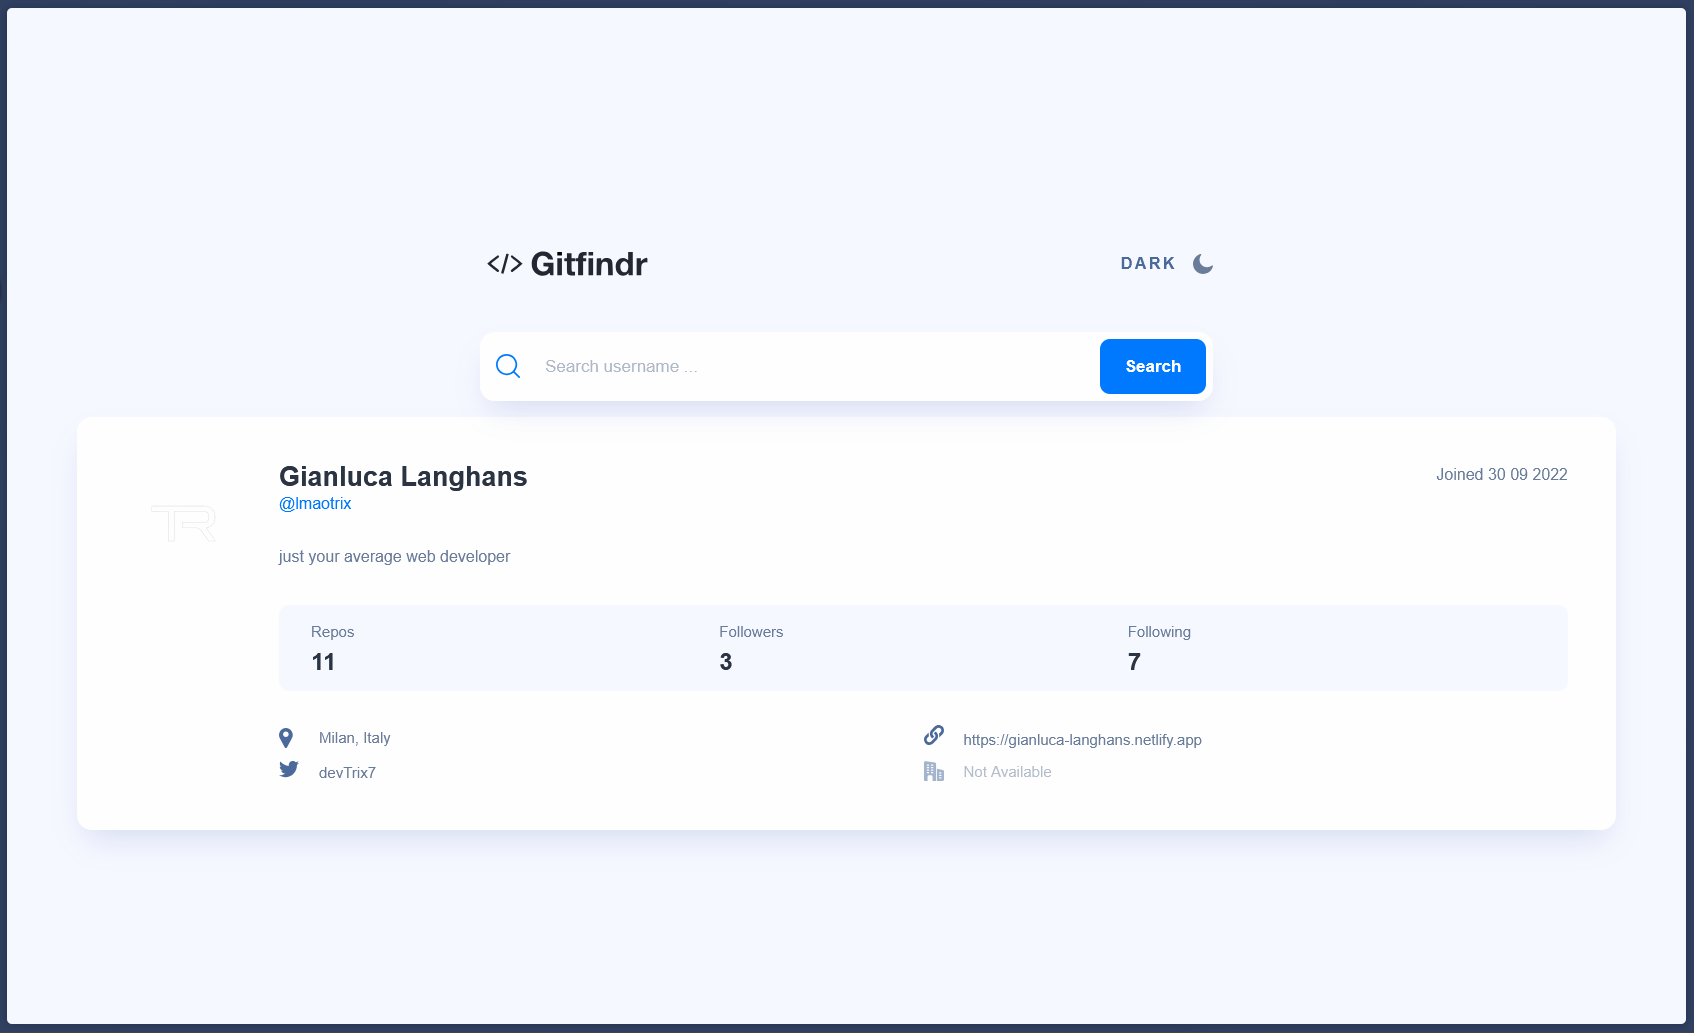 </> Gitfindr
DARK
Search username ...
Search
Gianluca Langhans
Joined 30 09 2022
@lmaotrix
TR
just your average web developer
Repos
Followers
Following
11
3
7
Milan, Italy
https://gianluca-langhans.netlify.app
devTrix7
Not Available